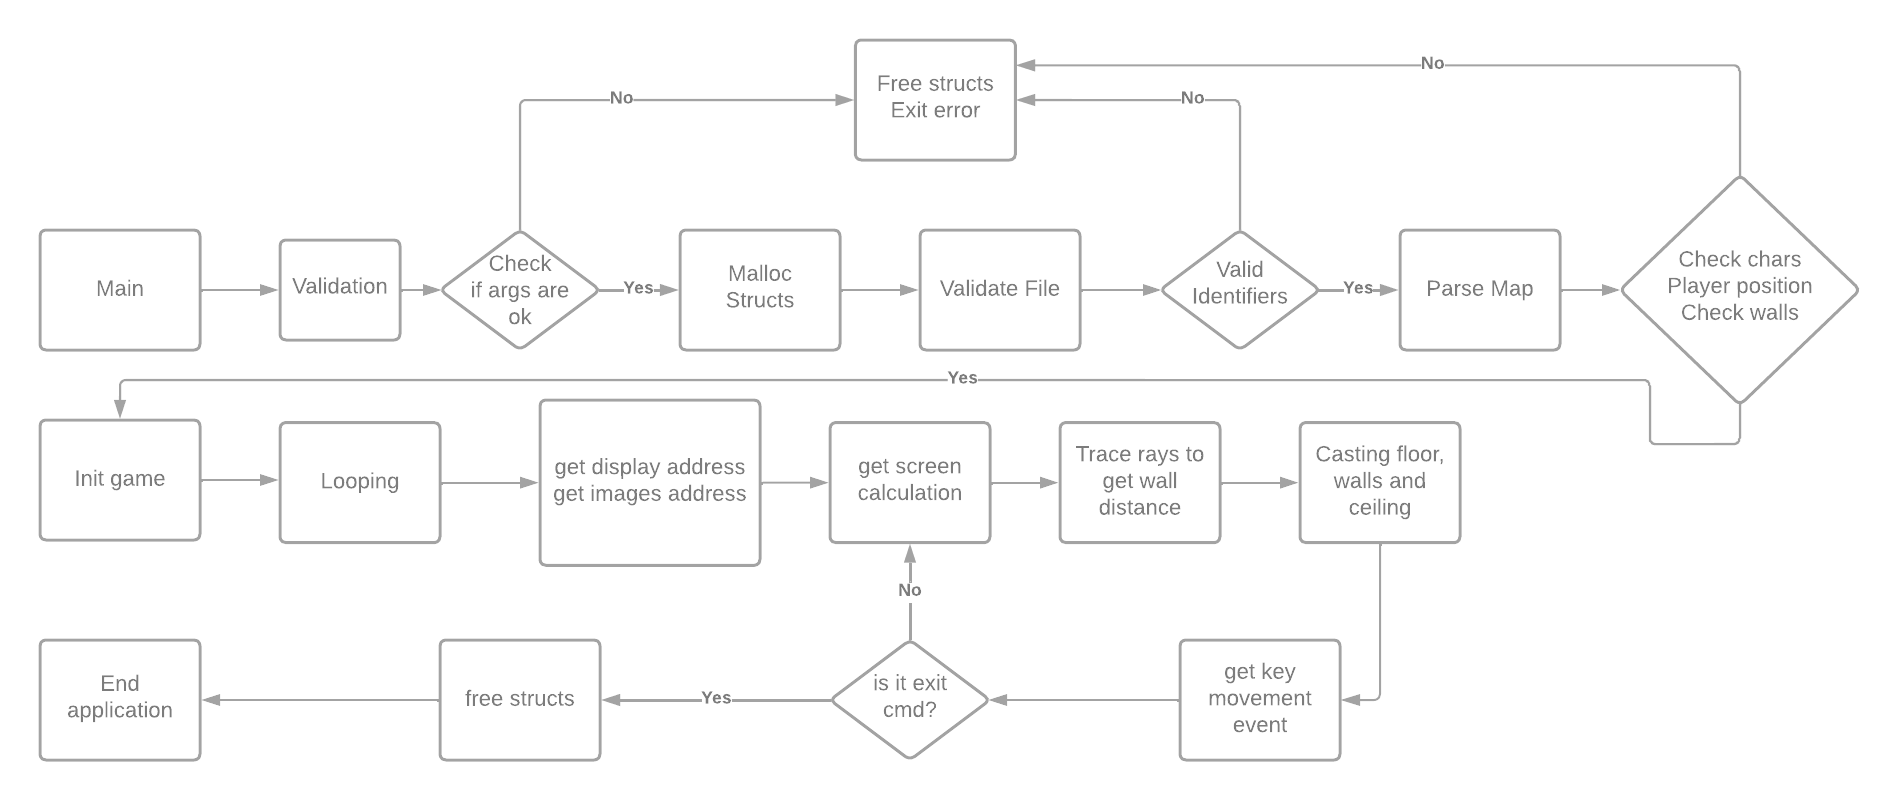 No
Free structs
Exit error
No
No
Main
Validation
Check
if args are
ok
Yes
Malloc
Structs
Validate File
Valid
Identifiers
Yes
Parse Map
Check chars
Player position
Check walls
Yes
Init game
Looping
get display address
get images address
get screen
calculation
Trace rays to
get wall
distance
Casting floor,
walls and
ceiling
No
End
application
free structs
Yes
is it exit
cmd?
get key
movement
event